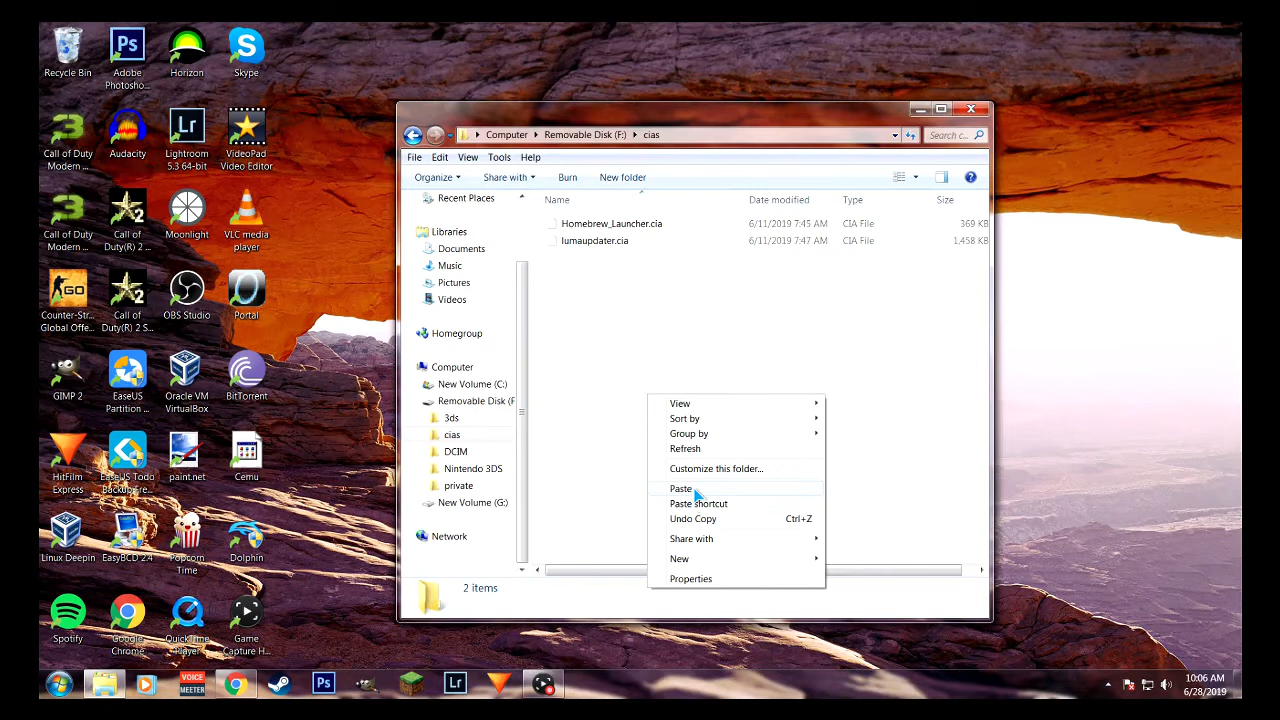 Recycle Bin
Adobe
Photosho...
Horizon
Skype
Call of Duty
Modern ...
Audacity
Lightroom
5.3 64-bit
VideoPad
Video Editor
Call of Duty
Modern ...
Call of
Duty(R) 2 ...
Moonlight
VLC media
player
Counter-Str...
Global Offe...
Call of
Duty(R) 2 S...
OBS Studio
Portal
GIMP 2
EaseUS
Partition ...
Oracle VM
VirtualBox
BitTorrent
HitFilm
Express
EaseUS Todo
Backup Fre...
paint.net
Cemu
Linux Deepin
EasyBCD 2.4
Popcorn
Time
Dolphin
Spotify
Google
Chrome
QuickTime
Player
Game
Capture H...
Computer
Removable Disk (F:)
cias
Search c...
File Edit View Tools Help
Organize Share with Burn New folder
Recent Places
Libraries
Documents
Music
Pictures
Videos
Homegroup
Computer
New Volume (C:)
Removable Disk (F
3ds
cias
DCIM
Nintendo 3DS
private
New Volume (G:)
Network
Name Date modified Type Size
Homebrew_Launcher.cia 6/11/2019 7:45 AM CIA File 369 KB
lumaupdater.cia 6/11/2019 7:47 AM CIA File 1,458 KB
View
Sort by
Group by
Refresh
Customize this folder...
Paste
Paste shortcut
Undo Copy Ctrl+Z
Share with
New
Properties
2 items
VOICE
MEETER
Ps
Lr
10:06 AM
6/28/2019